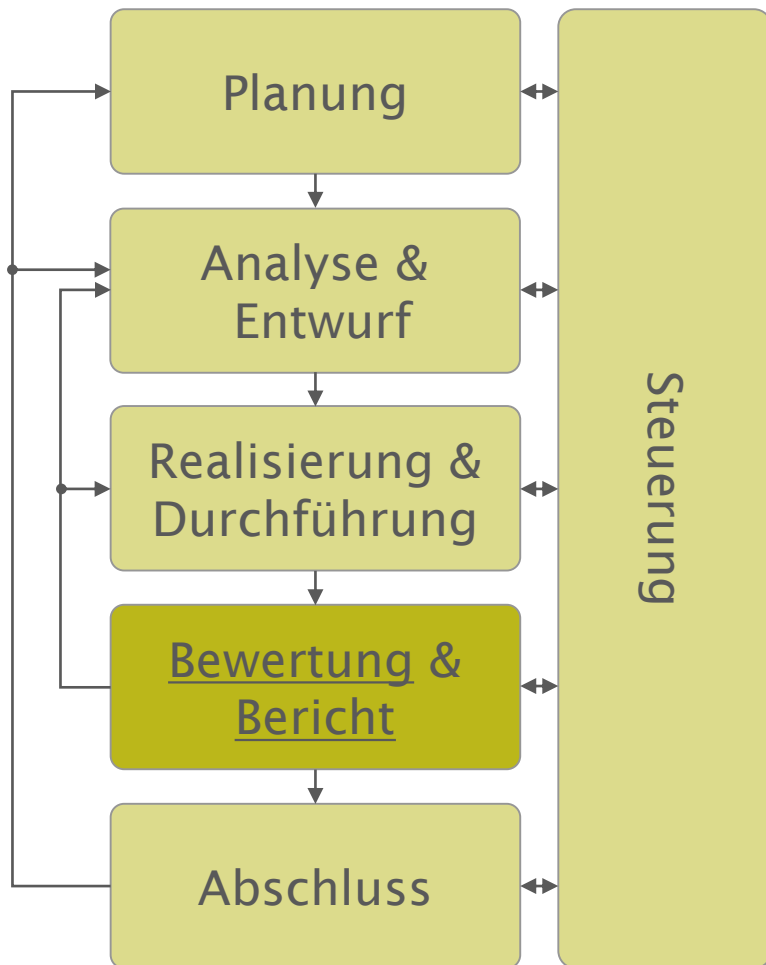 Planung
Analyse &
Entwurf
Realisierung &
Durchführung
Bewertung &
Bericht
Abschluss
Steuerung